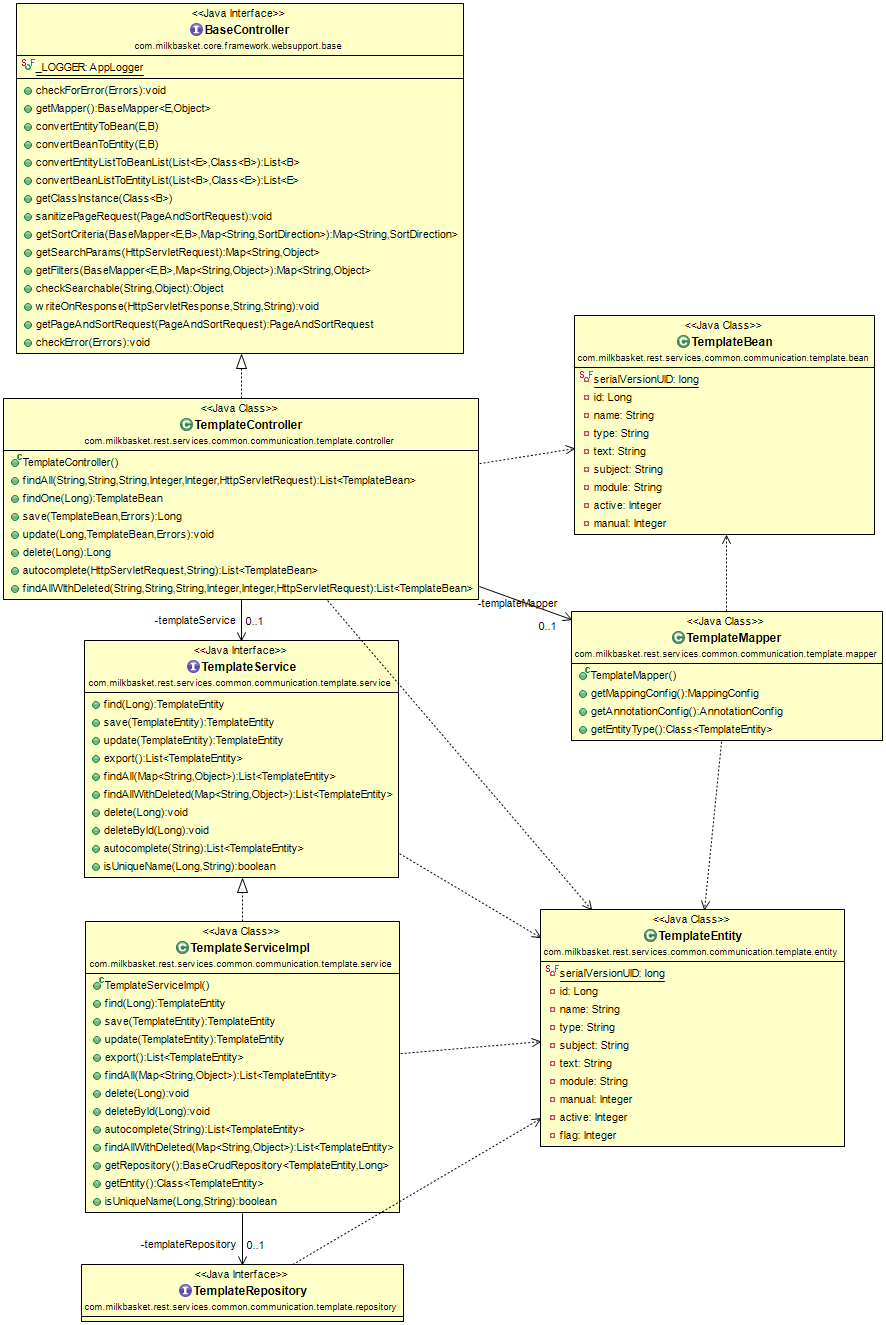 <<Java Interface>>
BaseController
com.milkbasket.core.framework.websupport.base
_LOGGER: AppLogger
checkForError(Errors):void
getMapper():BaseMapper<E,Object>
convertEntityToBean(E,B)
convertBeanToEntity(E,B)
convertEntityListToBeanList(List<E>,Class<B>):List<B>
convertBeanListToEntityList(List<B>,Class<E>):List<E>
getClassInstance(Class<B>)
sanitizePageRequest(PageAndSortRequest):void
getSortCriteria(BaseMapper<E,B>,Map<String,SortDirection>):Map<String,SortDirection>
getSearchParams(HttpServletRequest):Map<String,Object>
getFilters(BaseMapper<E,B>,Map<String,Object>):Map<String,Object>
checkSearchable(String,Object):Object
writeOnResponse(HttpServletResponse,String,String):void
getPageAndSortRequest(PageAndSortRequest):PageAndSortRequest
checkError(Errors):void
<<Java Class>>
TemplateBean
com.milkbasket.rest.services.common.communication.template.bean
serialVersionUID: long
id: Long
name: String
type: String
text: String
subject: String
module: String
active: Integer
manual: Integer
<<Java Class>>
TemplateController
com.milkbasket.rest.services.common.communication.template.controller
TemplateController()
findAll(String,String,String,Integer,Integer,HttpServletRequest):List<TemplateBean>
findOne(Long):TemplateBean
save(TemplateBean,Errors):Long
update(Long,TemplateBean,Errors):void
delete(Long):Long
autocomplete(HttpServletRequest,String):List<TemplateBean>
findAllWithDeleted(String,String,String,Integer,Integer,HttpServletRequest):List<TemplateBean>
-templateService 0..1
-templateMapper
0..1
<<Java Class>>
TemplateMapper
com.milkbasket.rest.services.common.communication.template.mapper
TemplateMapper()
getMappingConfig():MappingConfig
getAnnotationConfig():AnnotationConfig
getEntityType():Class<TemplateEntity>
<<Java Interface>>
TemplateService
com.milkbasket.rest.services.common.communication.template.service
find(Long):TemplateEntity
save(TemplateEntity):TemplateEntity
update(TemplateEntity):TemplateEntity
export():List<TemplateEntity>
findAll(Map<String,Object>):List<TemplateEntity>
findAllWithDeleted(Map<String,Object>):List<TemplateEntity>
delete(Long):void
deleteById(Long):void
autocomplete(String):List<TemplateEntity>
isUniqueName(Long,String):boolean
<<Java Class>>
TemplateServiceImpl
com.milkbasket.rest.services.common.communication.template.service
TemplateServiceImpl()
find(Long):TemplateEntity
save(TemplateEntity):TemplateEntity
update(TemplateEntity):TemplateEntity
export():List<TemplateEntity>
findAll(Map<String,Object>):List<TemplateEntity>
delete(Long):void
deleteById(Long):void
autocomplete(String):List<TemplateEntity>
findAllWithDeleted(Map<String,Object>):List<TemplateEntity>
getRepository():BaseCrudRepository<TemplateEntity,Long>
getEntity():Class<TemplateEntity>
isUniqueName(Long,String):boolean
<<Java Class>>
TemplateEntity
com.milkbasket.rest.services.common.communication.template.entity
serialVersionUID: long
id: Long
name: String
type: String
subject: String
text: String
module: String
manual: Integer
active: Integer
flag: Integer
-templateRepository 0..1
<<Java Interface>>
TemplateRepository
com.milkbasket.rest.services.common.communication.template.repository